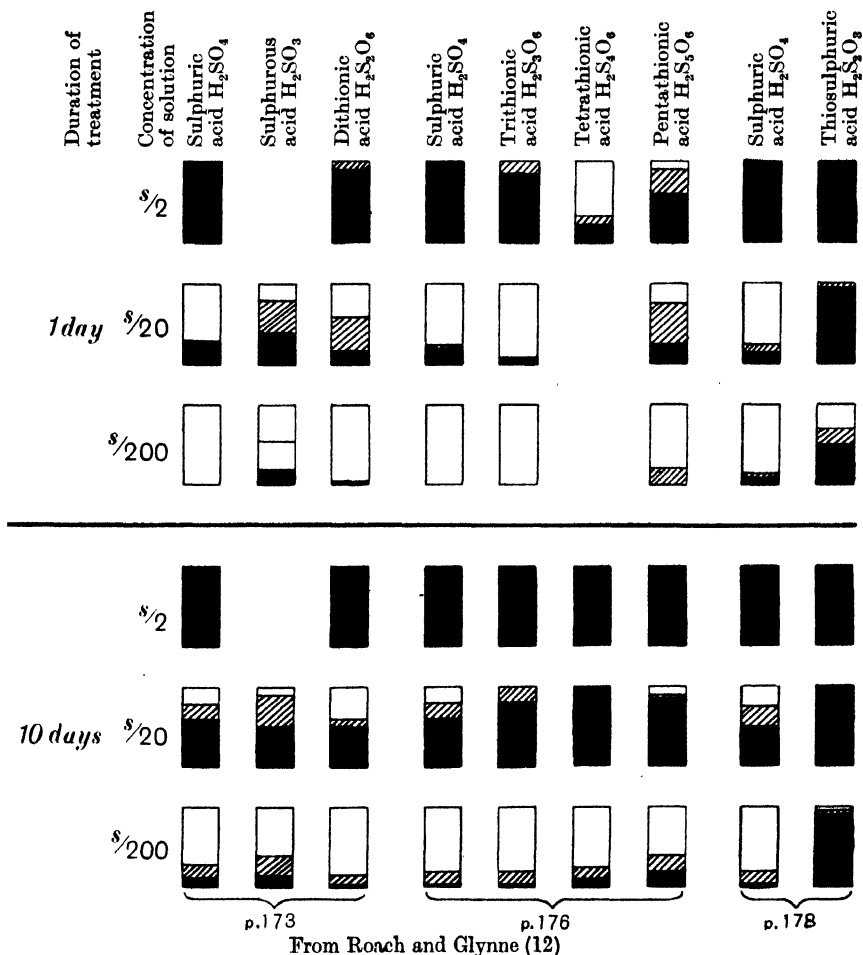 Duration of
treatment
Concentration
of solution
Sulphuric
acid H₂SO₄
Sulphurous
acid H₂SO₃
Dithionic
acid H₂S₂O₆
Sulphuric
acid H₂SO₄
Trithionic
acid H₂S₃O₆
Tetrathionic
acid H₂S₄O₆
Pentathionic
acid H₂S₅O₆
Sulphuric
acid H₂SO₄
Thiosulphuric
acid H₂S₂O₃
s/2
1 day s/20
s/200
s/2
10 days s/20
s/200
p.173 p.176 p.178
From Roach and Glynne (12)